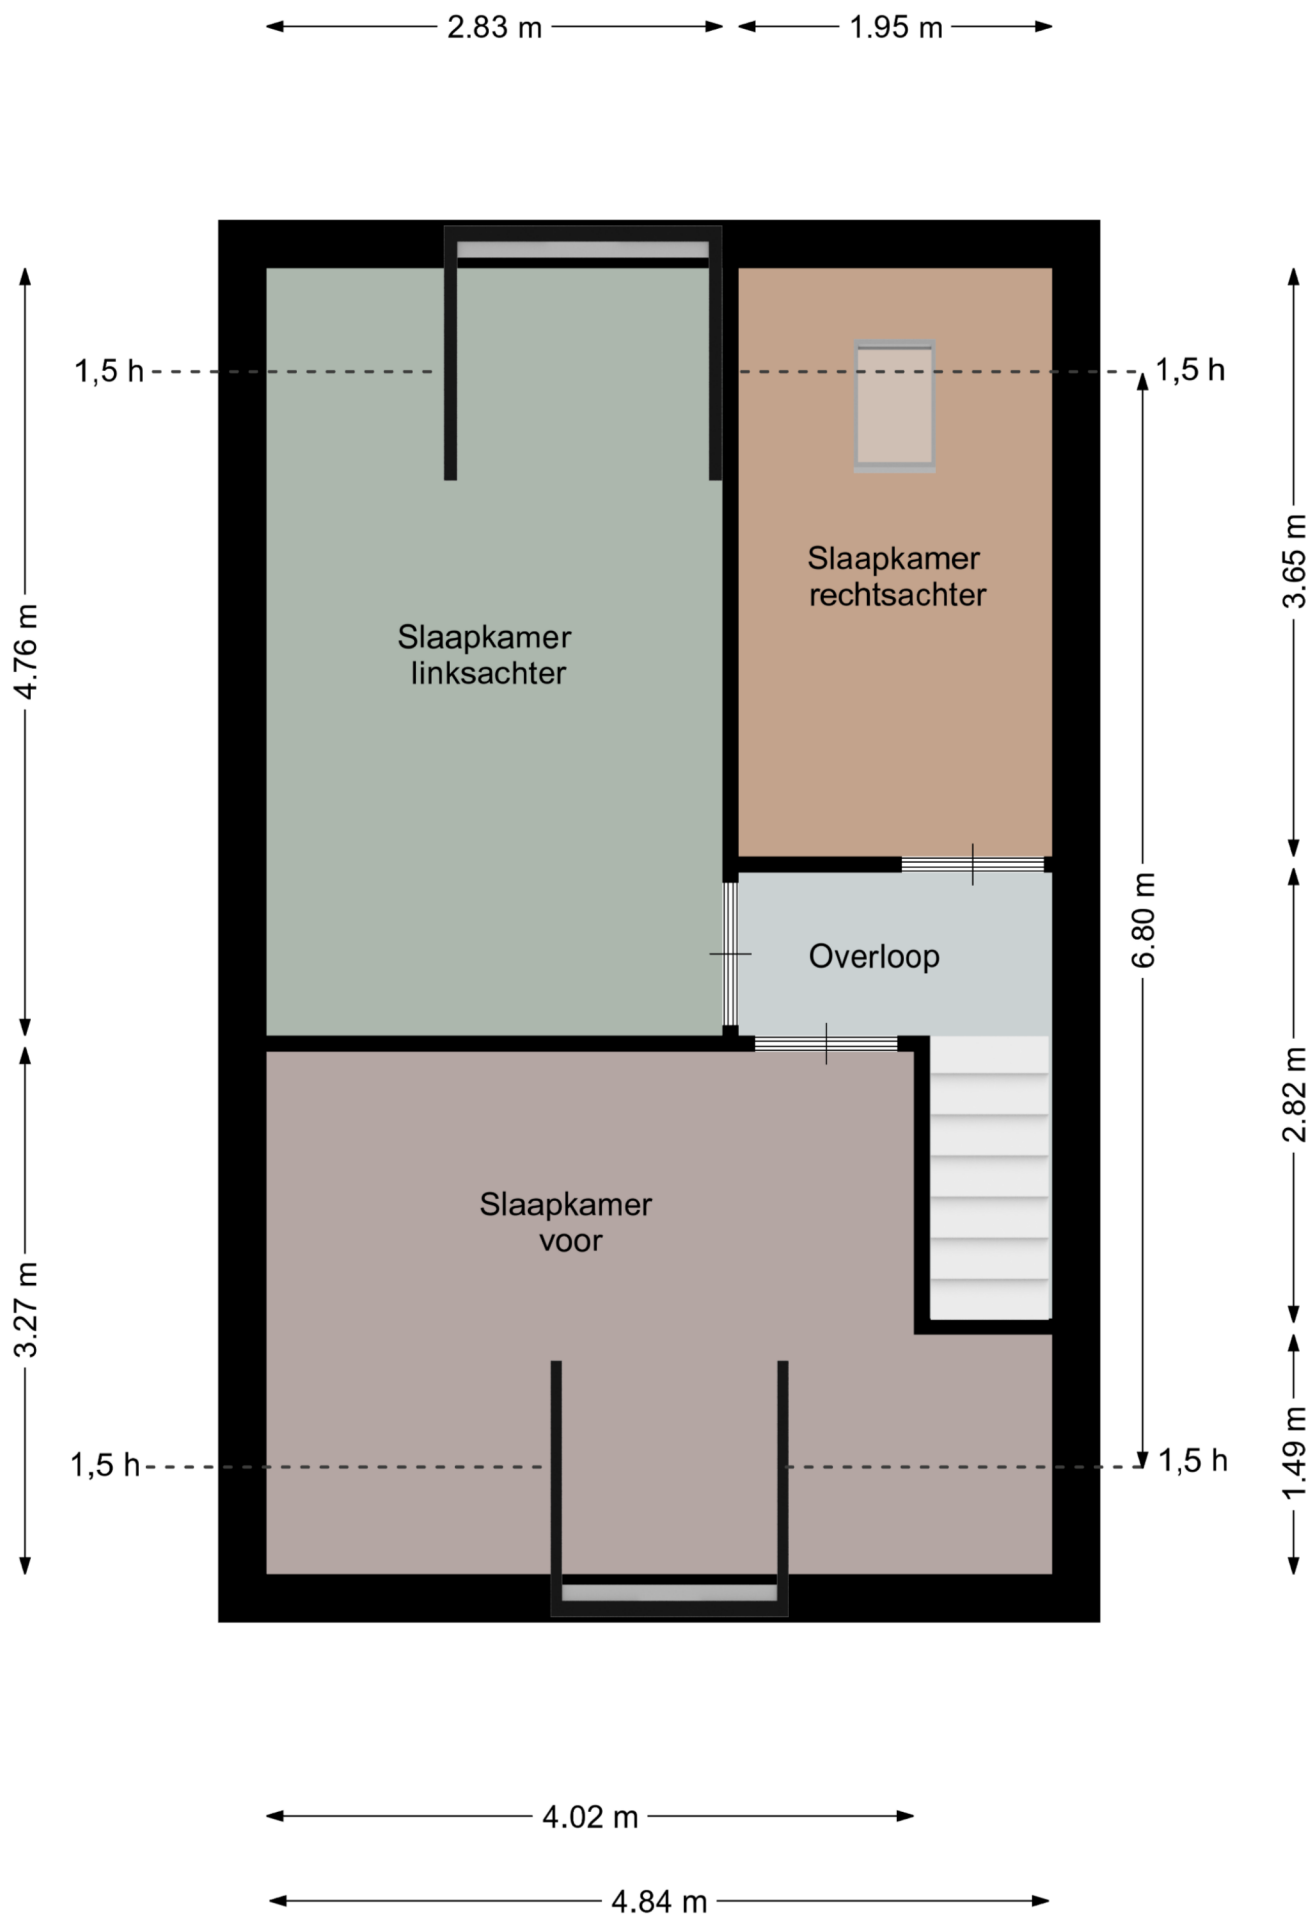 2.83 m
1.95 m
1,5 h
1,5 h
3.65 m
Slaapkamer
rechtsachter
4.76 m
Slaapkamer
linksachter
6.80 m
Overloop
2.82 m
Slaapkamer
voor
3.27 m
1.49 m
1,5 h
1,5 h
4.02 m
4.84 m